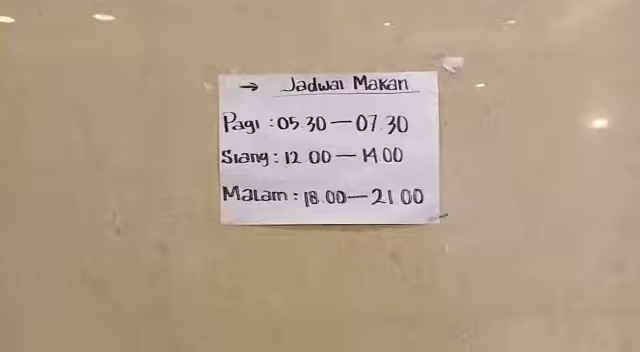 → Jadwal Makan
Pagi : 05.30 — 07.30
Siang : 12.00 — 14.00
Malam : 18.00 — 21.00